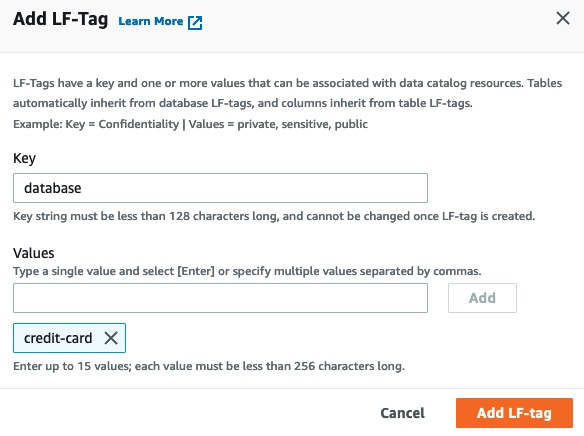 Add LF-Tag Learn More
LF-Tags have a key and one or more values that can be associated with data catalog resources. Tables
automatically inherit from database LF-tags, and columns inherit from table LF-tags.
Example: Key = Confidentiality | Values = private, sensitive, public
Key
database
Key string must be less than 128 characters long, and cannot be changed once LF-tag is created.
Values
Type a single value and select [Enter] or specify multiple values separated by commas.
Add
credit-card
Enter up to 15 values; each value must be less than 256 characters long.
Cancel Add LF-tag